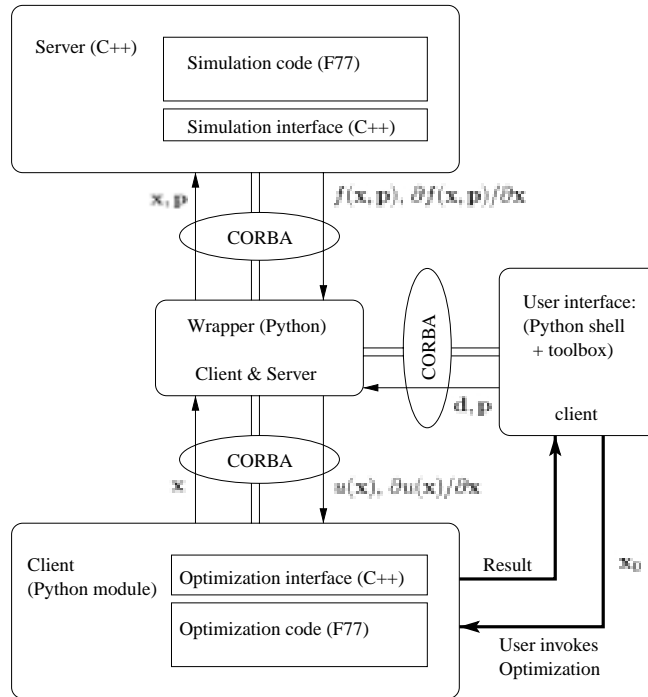 Server (C++)
Simulation code (F77)
Simulation interface (C++)
x, p
f(x, p), ∂f(x, p)/∂x
CORBA
Wrapper (Python)
Client & Server
CORBA
User interface:
(Python shell
+ toolbox)
client
d, p
CORBA
x
u(x), ∂u(x)/∂x
Client
(Python module)
Optimization interface (C++)
Optimization code (F77)
Result
x₀
User invokes
Optimization